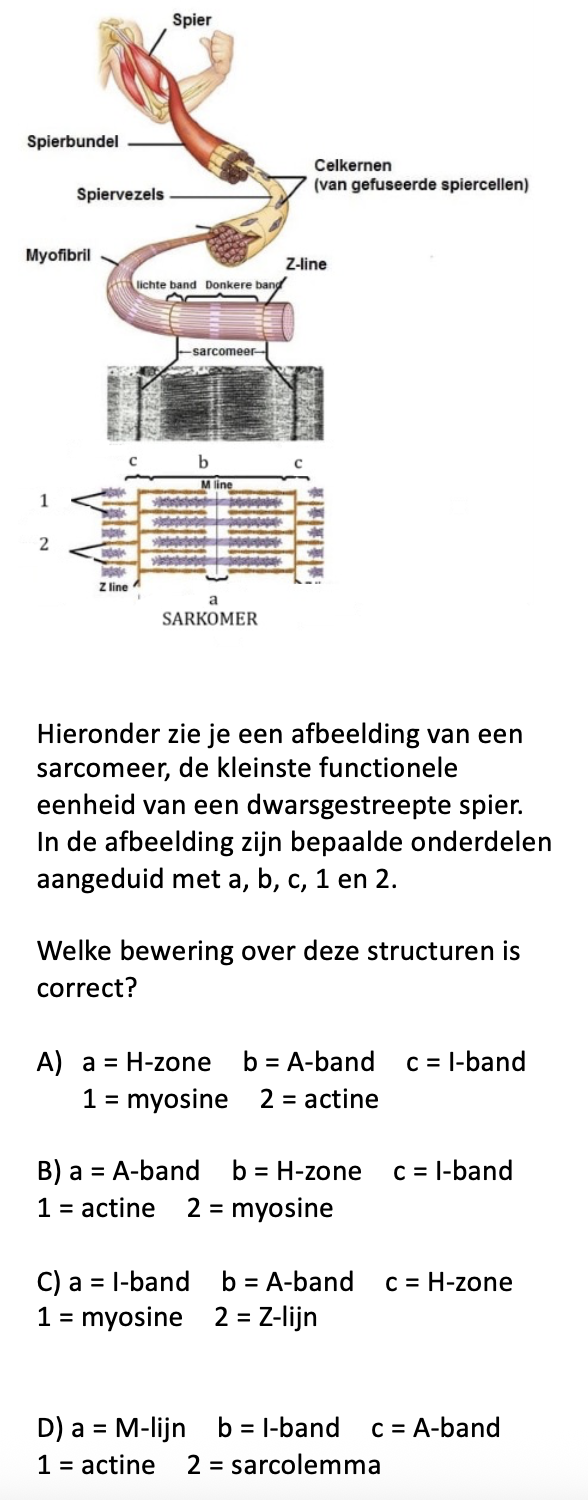 Spier
Spierbundel
Celkernen
(van gefuseerde spiercellen)
Spiervezels
Myofibril
Z-line
lichte band Donkere band
sarcomeer
c b c
M line
1
2
Z line
a
SARKOMER
Hieronder zie je een afbeelding van een
sarcomeer, de kleinste functionele
eenheid van een dwarsgestreepte spier.
In de afbeelding zijn bepaalde onderdelen
aangeduid met a, b, c, 1 en 2.
Welke bewering over deze structuren is
correct?
A) a = H-zone b = A-band c = I-band
1 = myosine 2 = actine
B) a = A-band b = H-zone c = I-band
1 = actine 2 = myosine
C) a = I-band b = A-band c = H-zone
1 = myosine 2 = Z-lijn
D) a = M-lijn b = I-band c = A-band
1 = actine 2 = sarcolemma